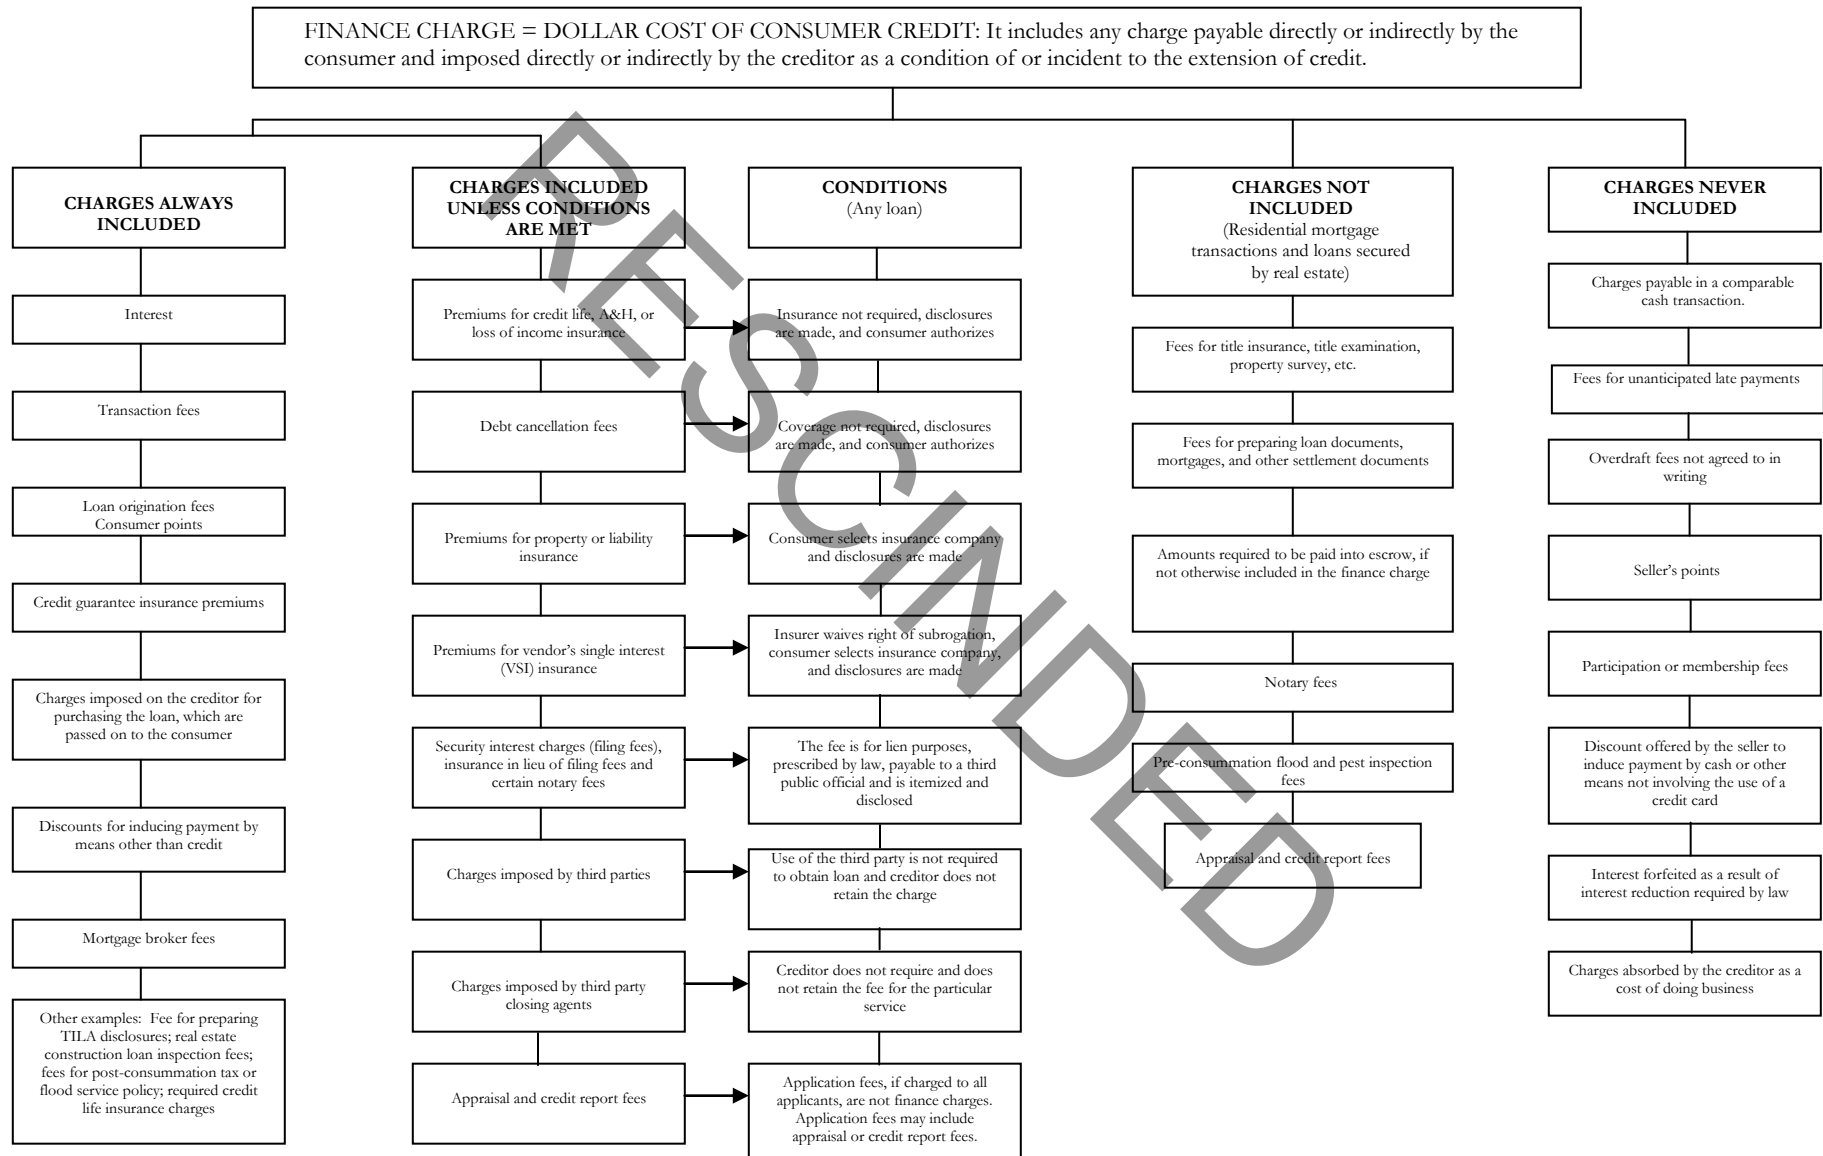 FINANCE CHARGE = DOLLAR COST OF CONSUMER CREDIT: It includes any charge payable directly or indirectly by the
consumer and imposed directly or indirectly by the creditor as a condition of or incident to the extension of credit.
CHARGES ALWAYS
INCLUDED
Interest
Transaction fees
Loan origination fees
Consumer points
Credit guarantee insurance premiums
Charges imposed on the creditor for
purchasing the loan, which are
passed on to the consumer
Discounts for inducing payment by
means other than credit
Mortgage broker fees
Other examples: Fee for preparing
TILA disclosures; real estate
construction loan inspection fees;
fees for post-consummation tax or
flood service policy; required credit
life insurance charges
CHARGES INCLUDED
UNLESS CONDITIONS
ARE MET
Premiums for credit life, A&H, or
loss of income insurance
Debt cancellation fees
Premiums for property or liability
insurance
Premiums for vendor's single interest
(VSI) insurance
Security interest charges (filing fees),
insurance in lieu of filing fees and
certain notary fees
Charges imposed by third parties
Charges imposed by third party
closing agents
Appraisal and credit report fees
CONDITIONS
(Any loan)
Insurance not required, disclosures
are made, and consumer authorizes
Coverage not required, disclosures
are made, and consumer authorizes
Consumer selects insurance company
and disclosures are made
Insurer waives right of subrogation,
consumer selects insurance company,
and disclosures are made
The fee is for lien purposes,
prescribed by law, payable to a third
public official and is itemized and
disclosed
Use of the third party is not required
to obtain loan and creditor does not
retain the charge
Creditor does not require and does
not retain the fee for the particular
service
Application fees, if charged to all
applicants, are not finance charges.
Application fees may include
appraisal or credit report fees.
CHARGES NOT
INCLUDED
(Residential mortgage
transactions and loans secured
by real estate)
Fees for title insurance, title examination,
property survey, etc.
Fees for preparing loan documents,
mortgages, and other settlement documents
Amounts required to be paid into escrow, if
not otherwise included in the finance charge
Notary fees
Pre-consummation flood and pest inspection
fees
Appraisal and credit report fees
CHARGES NEVER
INCLUDED
Charges payable in a comparable
cash transaction.
Fees for unanticipated late payments
Overdraft fees not agreed to in
writing
Seller's points
Participation or membership fees
Discount offered by the seller to
induce payment by cash or other
means not involving the use of a
credit card
Interest forfeited as a result of
interest reduction required by law
Charges absorbed by the creditor as a
cost of doing business
RESCINDED